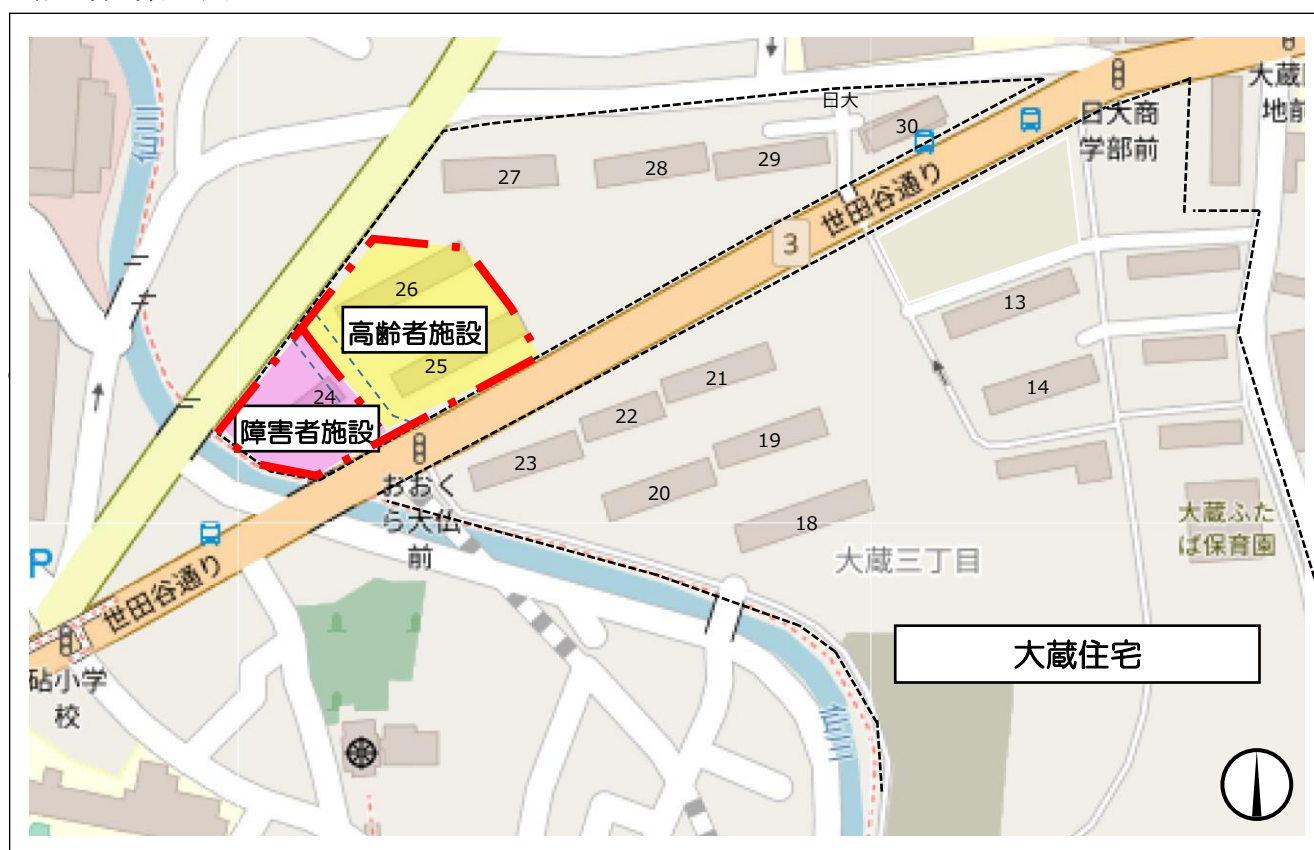 仙川
大蔵
地前
日大
30
日大商
学部前
27
28
29
世田谷通り
3
26
高齢者施設
25
24
障害者施設
13
21
14
22
19
23
20
18
おおく
ら大仏
前
大蔵ふた
ば保育園
大蔵三丁目
P
世田谷通り
大蔵住宅
砧小学
校
仙川